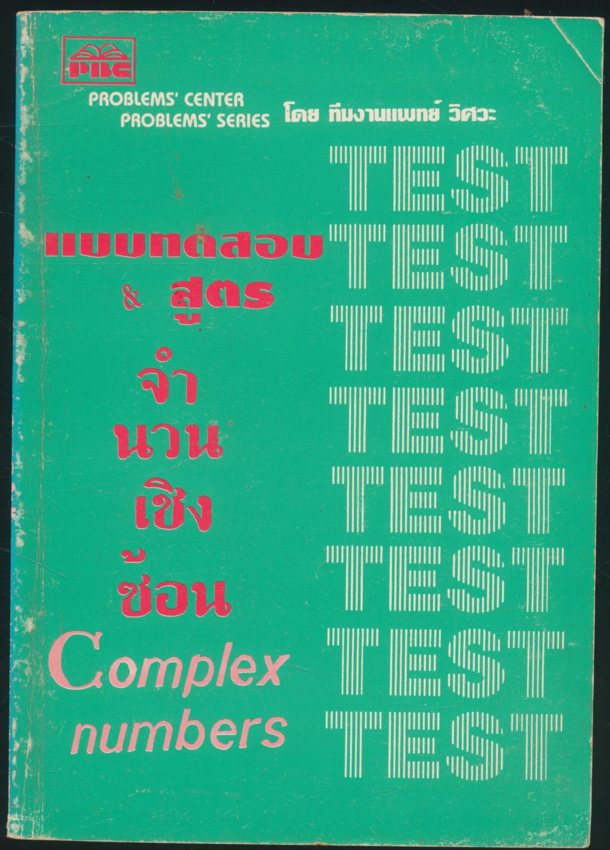 PBC
PROBLEMS' CENTER
PROBLEMS' SERIES โดย ทีมงานแพทย์ วิศวะ
TEST
TEST
TEST
TEST
TEST
TEST
TEST
TEST
แบบทดสอบ
& สูตร
จำ
นวน
เชิง
ซ้อน
Complex
numbers